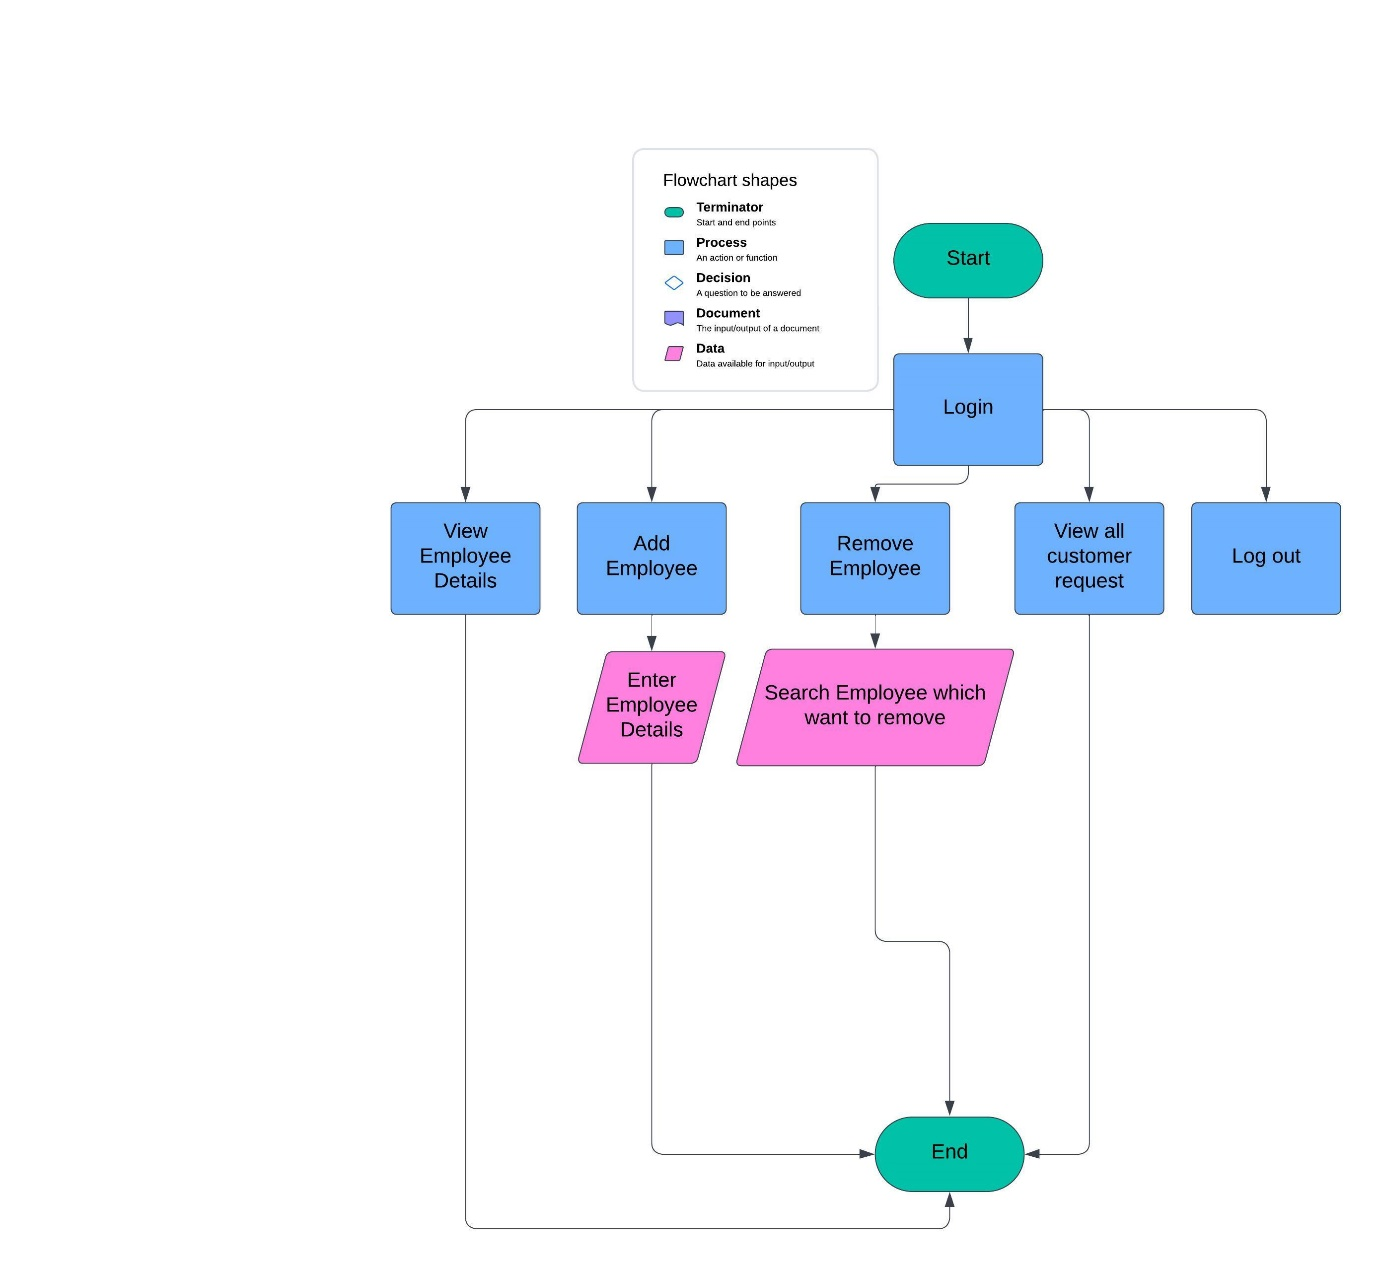 Flowchart shapes
Terminator
Start and end points
Process
An action or function
Decision
A question to be answered
Document
The input/output of a document
Data
Data available for input/output
Start
Login
View
Employee
Details
Add
Employee
Remove
Employee
View all
customer
request
Log out
Enter
Employee
Details
Search Employee which
want to remove
End